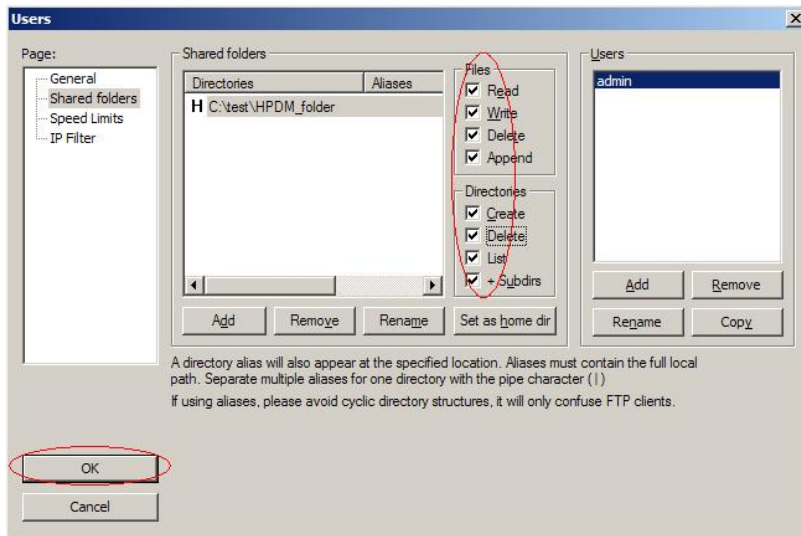 Users
Page:
General
Shared folders
Speed Limits
IP Filter
Shared folders
Directories Aliases
H C:\test\HPDM_folder
Files
Read
Write
Delete
Append
Directories
Create
Delete
List
+ Subdirs
Add Remove Rename Set as home dir
Users
admin
Add Remove
Rename Copy
A directory alias will also appear at the specified location. Aliases must contain the full local
path. Separate multiple aliases for one directory with the pipe character ( | )
If using aliases, please avoid cyclic directory structures, it will only confuse FTP clients.
OK
Cancel